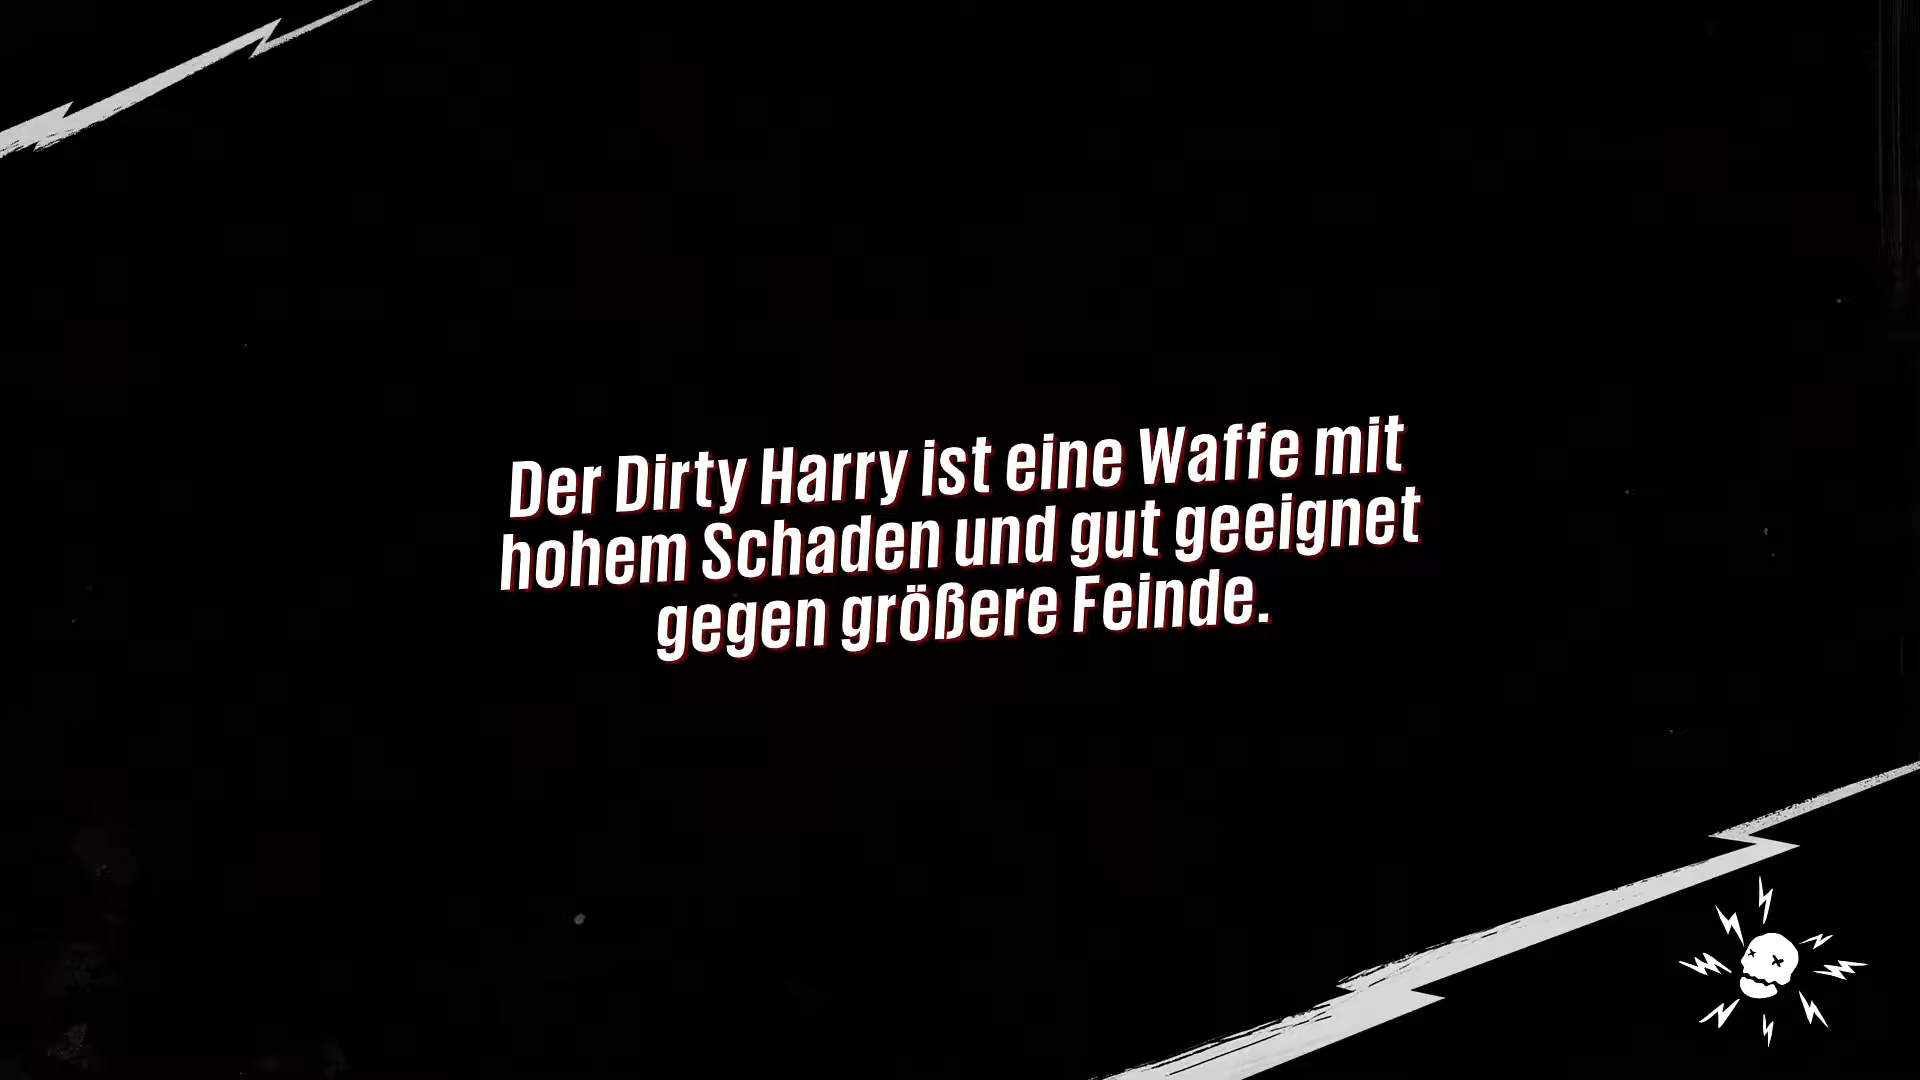 Der Dirty Harry ist eine Waffe mit
hohem Schaden und gut geeignet
gegen größere Feinde.